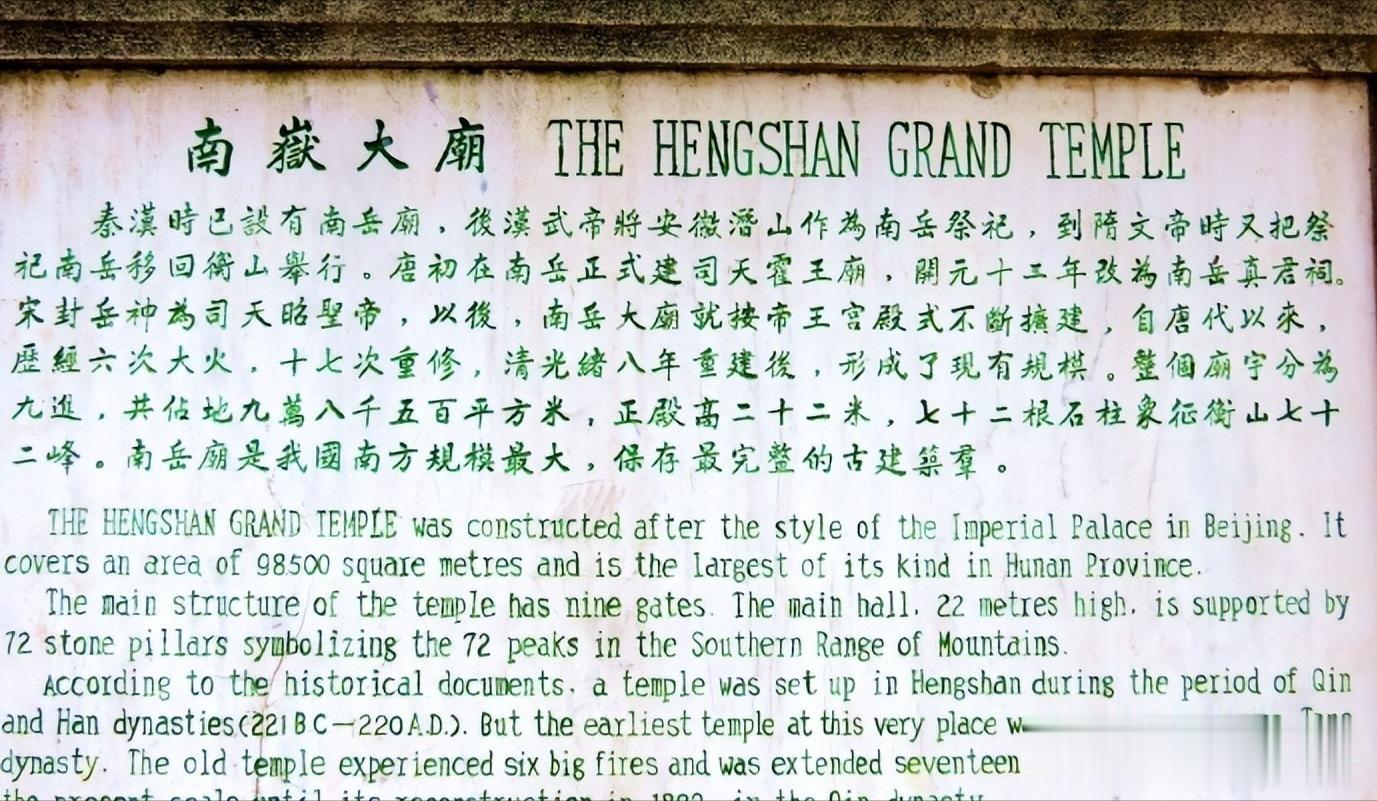 南嶽大廟 THE HENGSHAN GRAND TEMPLE
秦漢時已設有南岳廟，後漢武帝將安徽潛山作為南岳祭祀，到隋文帝時又把祭
祀南岳移回衡山舉行。唐初在南岳正式建司天霍王廟，開元十三年改為南岳真君祠。
宋封岳神為司天昭聖帝，以後，南岳大廟就按帝王宮殿式不斷擴建，自唐代以來，
歷經六次大火，十七次重修，清光緒八年重建後，形成了現有規模。整個廟宇分為
九進，共佔地九萬八千五百平方米，正殿高二十二米，七十二根石柱象征衡山七十
二峰。南岳廟是我國南方規模最大，保存最完整的古建築羣。
THE HENGSHAN GRAND TEMPLE was constructed after the style of the Imperial Palace in Beijing. It
covers an area of 98500 square metres and is the largest of its kind in Hunan Province.
The main structure of the temple has nine gates. The main hall. 22 metres high. is supported by
72 stone pillars symbolizing the 72 peaks in the Southern Range of Mountains.
According to the historical documents. a temple was set up in Hengshan during the period of Qin
and Han dynasties(221BC—220A.D.). But the earliest temple at this very place
dynasty. The old temple experienced six big fires and was extended seventeen